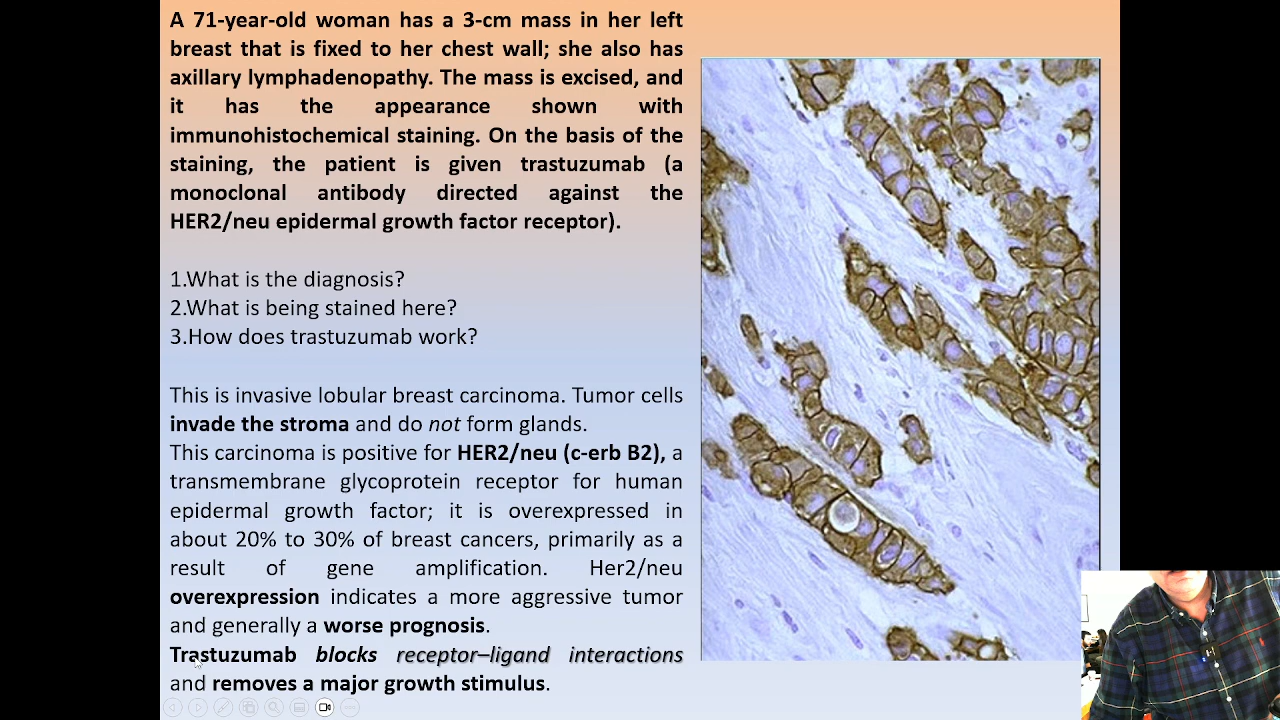 A 71-year-old woman has a 3-cm mass in her left
breast that is fixed to her chest wall; she also has
axillary lymphadenopathy. The mass is excised, and
it has the appearance shown with
immunohistochemical staining. On the basis of the
staining, the patient is given trastuzumab (a
monoclonal antibody directed against the
HER2/neu epidermal growth factor receptor).
1.What is the diagnosis?
2.What is being stained here?
3.How does trastuzumab work?
This is invasive lobular breast carcinoma. Tumor cells
invade the stroma and do not form glands.
This carcinoma is positive for HER2/neu (c-erb B2), a
transmembrane glycoprotein receptor for human
epidermal growth factor; it is overexpressed in
about 20% to 30% of breast cancers, primarily as a
result of gene amplification. Her2/neu
overexpression indicates a more aggressive tumor
and generally a worse prognosis.
Trastuzumab blocks receptor–ligand interactions
and removes a major growth stimulus.